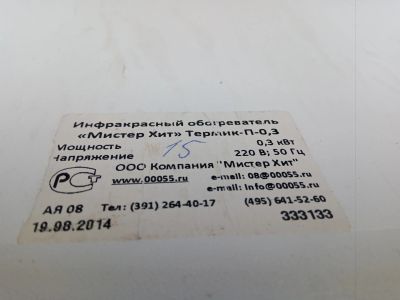 Инфракрасный обогреватель
«Мистер Хит» Термик-П-0,3
Мощность 0,3 кВт
Напряжение 15 220 В; 50 Гц
ООО Компания "Мистер Хит"
РСТ www.00055.ru e-mail: 08@00055.ru
e-mail: info@00055.ru
АЯ 08 Тел: (391) 264-40-17 (495) 641-52-60
19.08.2014 333133